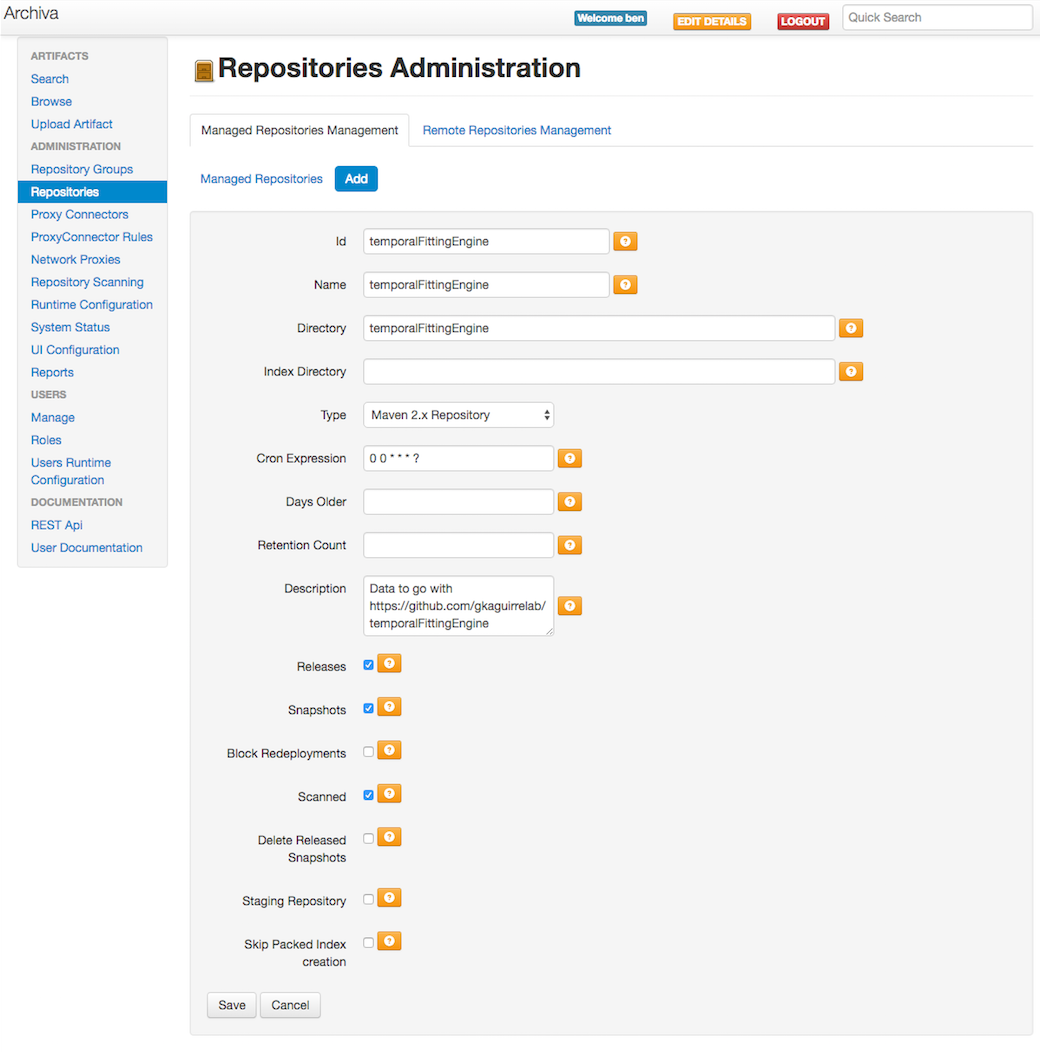 Archiva
Welcome ben
EDIT DETAILS
LOGOUT
Quick Search
ARTIFACTS
Search
Browse
Upload Artifact
ADMINISTRATION
Repository Groups
Repositories
Proxy Connectors
ProxyConnector Rules
Network Proxies
Repository Scanning
Runtime Configuration
System Status
UI Configuration
Reports
USERS
Manage
Roles
Users Runtime
Configuration
DOCUMENTATION
REST Api
User Documentation
Repositories Administration
Managed Repositories Management
Remote Repositories Management
Managed Repositories
Add
Id temporalFittingEngine ?
Name temporalFittingEngine ?
Directory temporalFittingEngine ?
Index Directory ?
Type Maven 2.x Repository
Cron Expression 0 0 * * * ? ?
Days Older ?
Retention Count ?
Description Data to go with
https://github.com/gkaguirrelab/
temporalFittingEngine ?
Releases ?
Snapshots ?
Block Redeployments ?
Scanned ?
Delete Released ?
Snapshots
Staging Repository ?
Skip Packed Index ?
creation
Save
Cancel